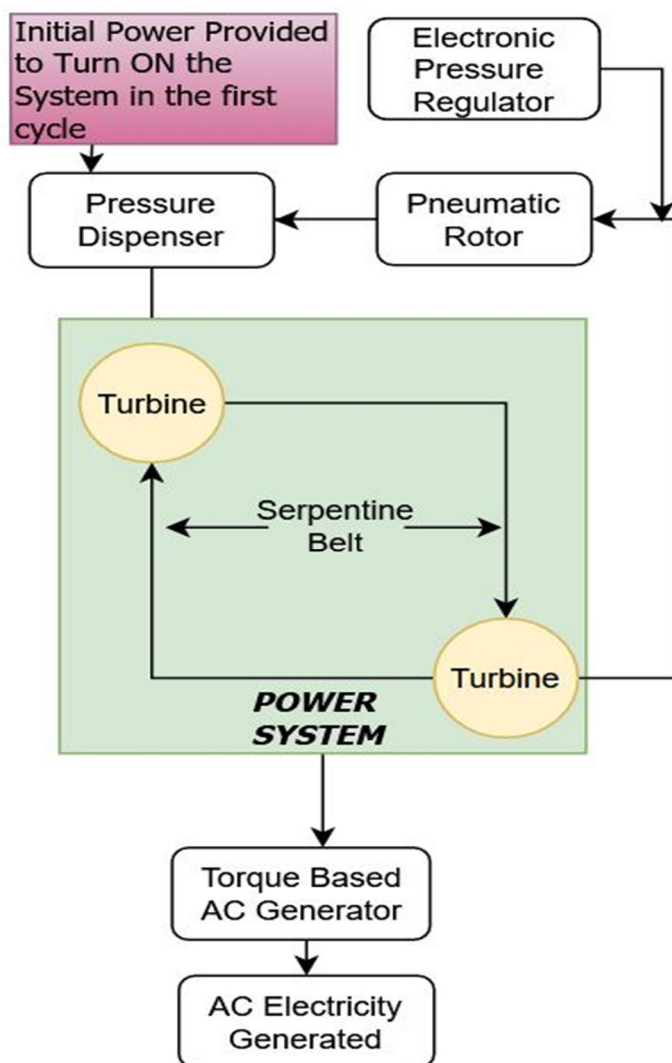 Initial Power Provided
to Turn ON the
System in the first
cycle
Electronic
Pressure
Regulator
Pressure
Dispenser
Pneumatic
Rotor
Turbine
Serpentine
Belt
Turbine
POWER
SYSTEM
Torque Based
AC Generator
AC Electricity
Generated